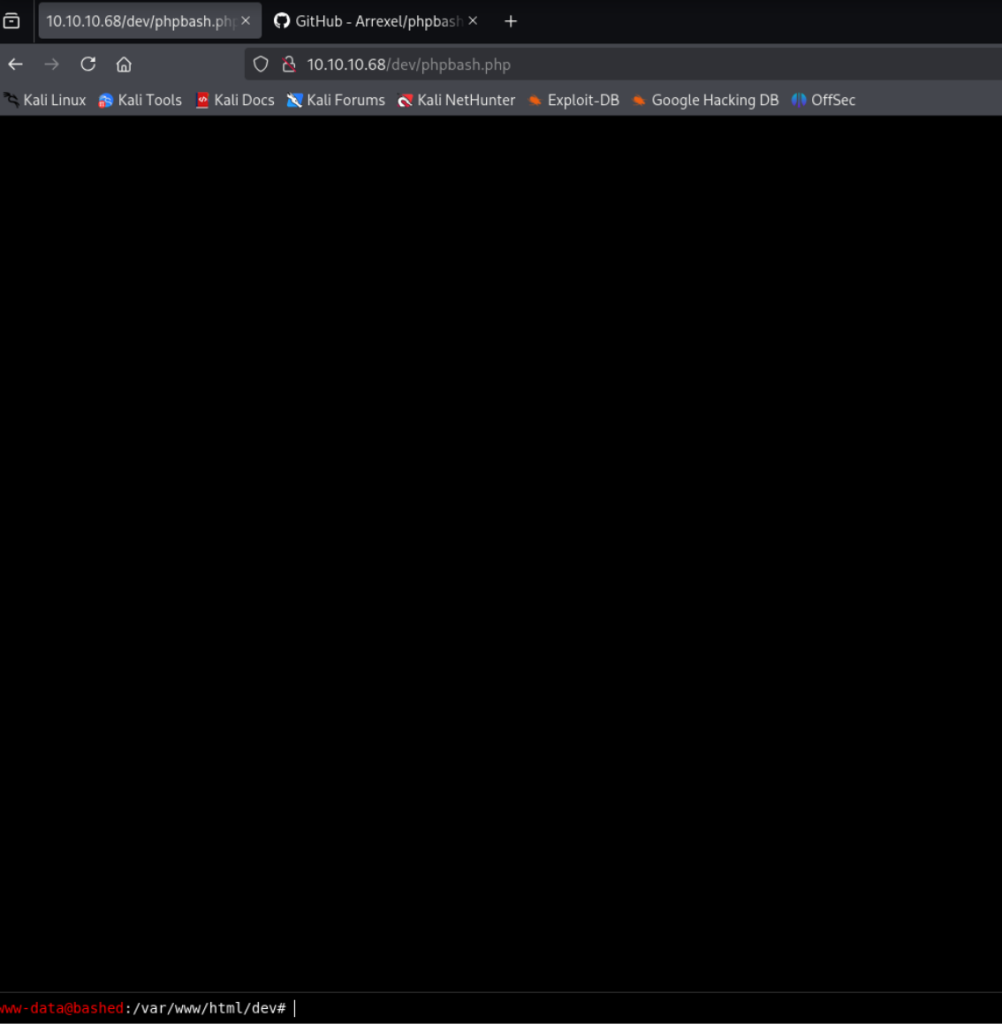 10.10.10.68/dev/phpbash.ph GitHub - Arrexel/phpbash
10.10.10.68/dev/phpbash.php
Kali Linux Kali Tools Kali Docs Kali Forums Kali NetHunter Exploit-DB Google Hacking DB OffSec
www-data@bashed:/var/www/html/dev#